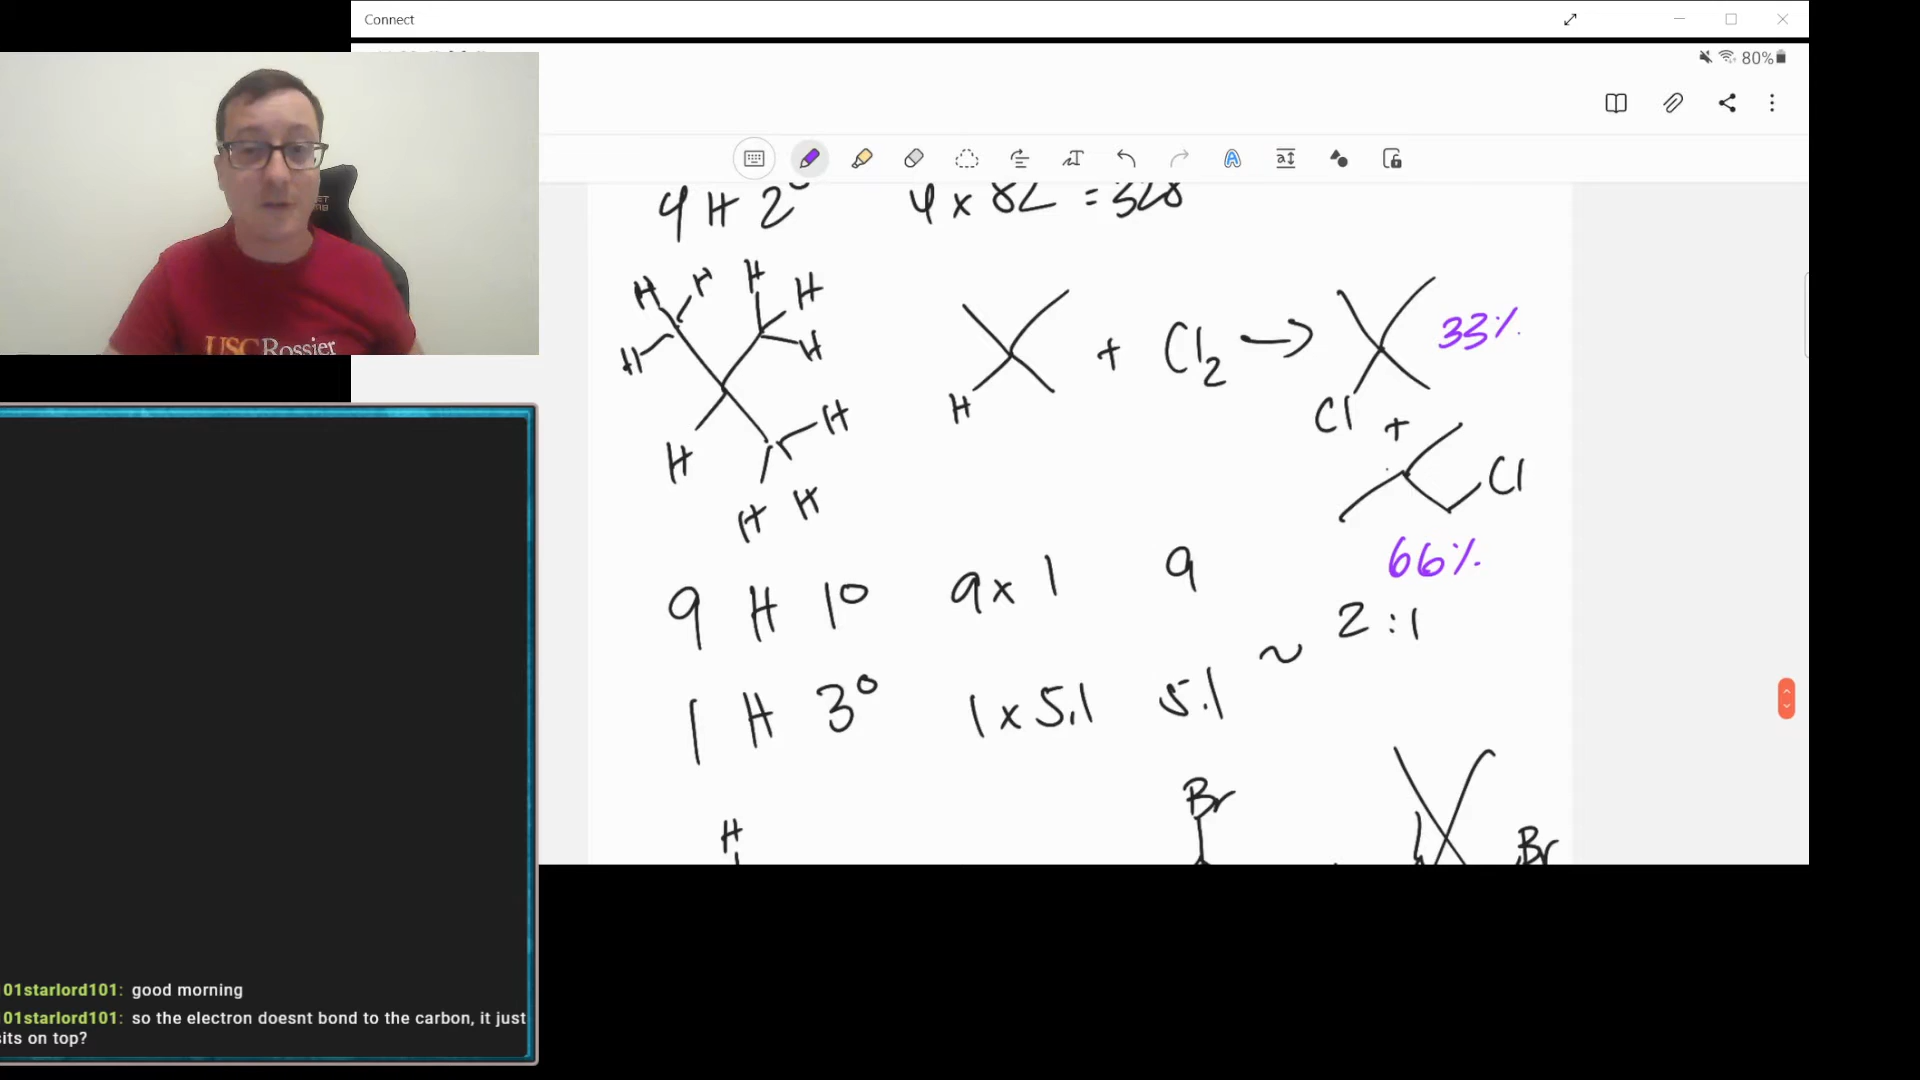 Connect
80%
USC Rossier
4 H 2°
4 x 82 = 328
H H H H
H H
H H
H H
H
+ Cl2 →
33%
Cl
+
Cl
66%
9 H 1° 9 x 1 9
~ 2 : 1
1 H 3° 1 x 5.1 5.1
H
Br
Br
01starlord101: good morning
01starlord101: so the electron doesnt bond to the carbon, it just
sits on top?